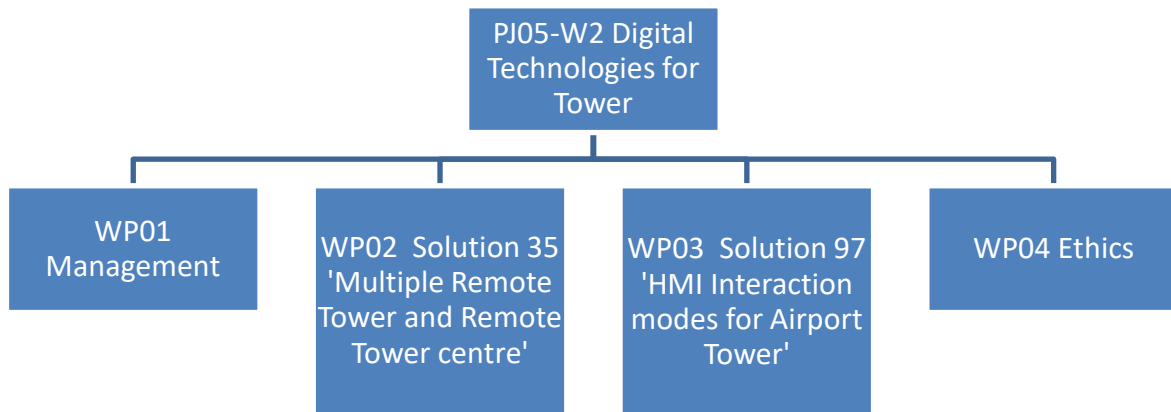 PJ05-W2 Digital
Technologies for
Tower
WP01
Management
WP02 Solution 35
'Multiple Remote
Tower and Remote
Tower centre'
WP03 Solution 97
'HMI Interaction
modes for Airport
Tower'
WP04 Ethics